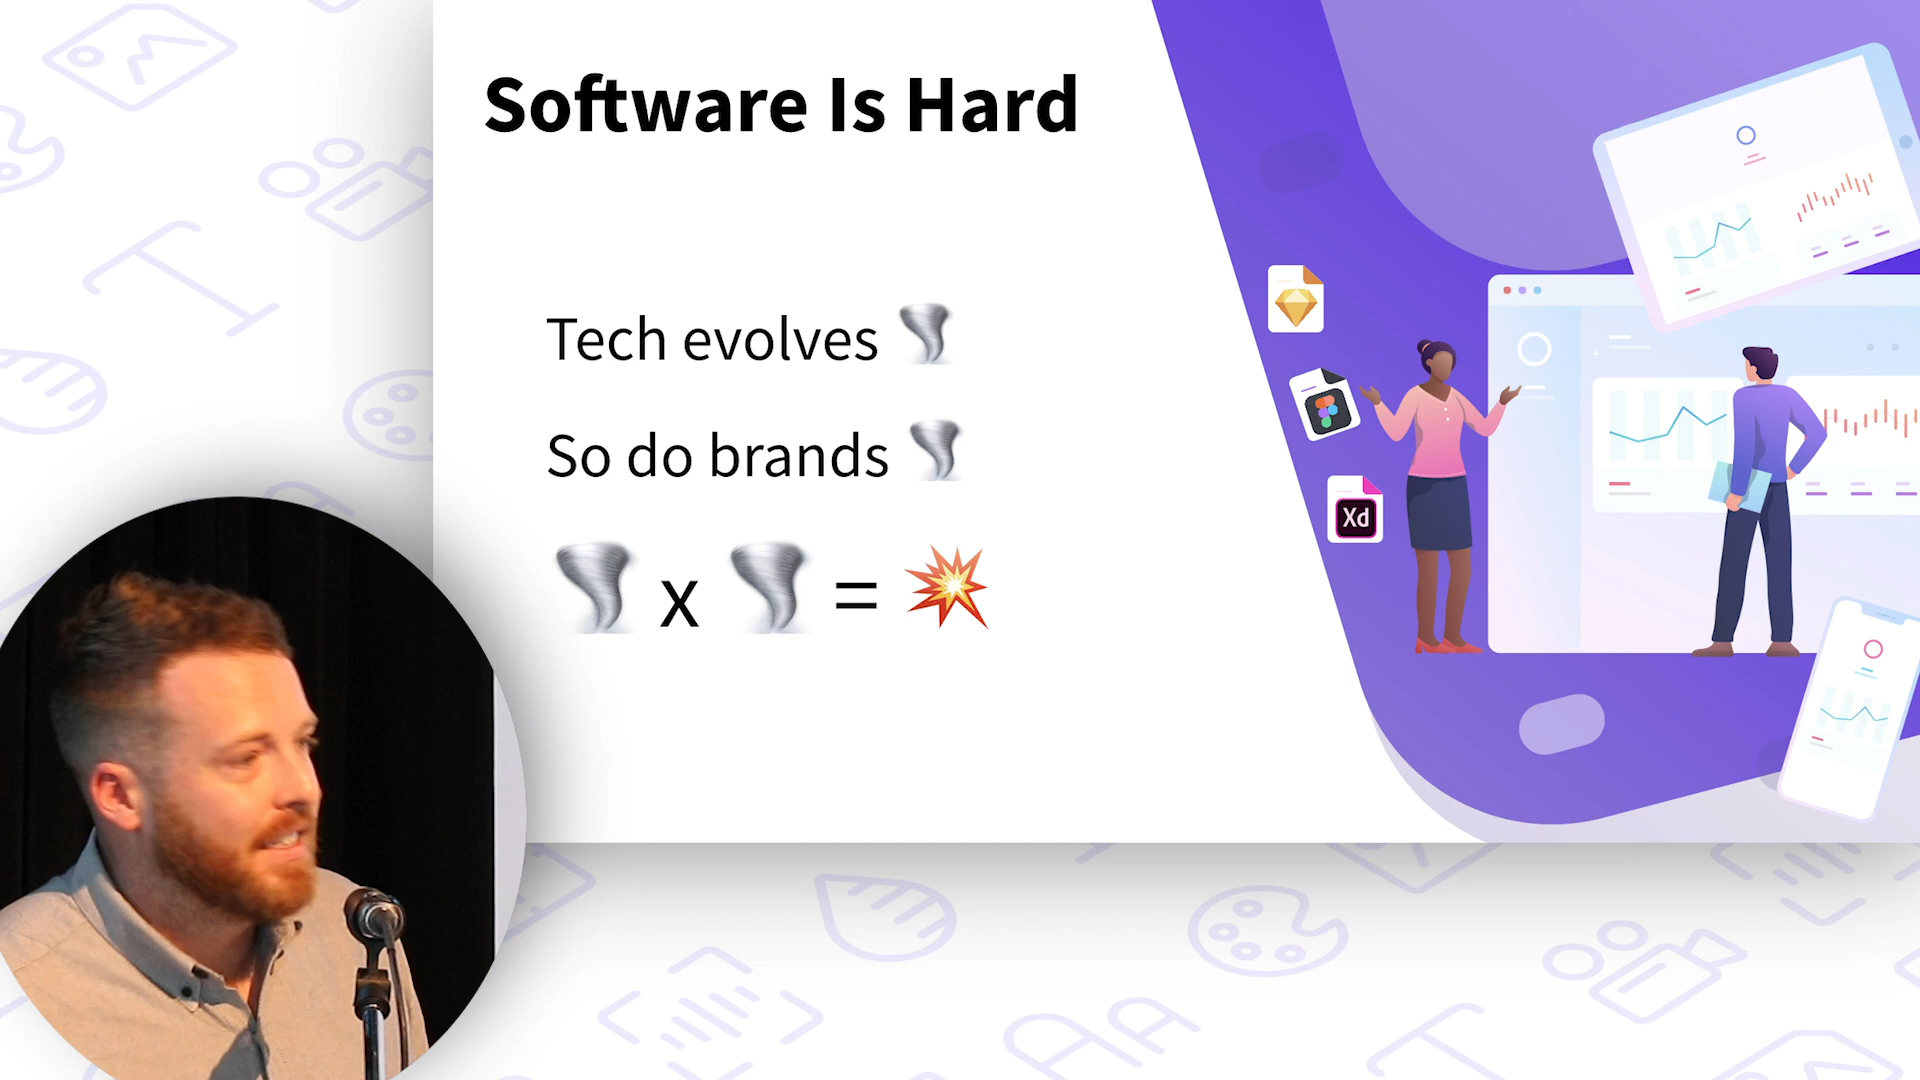 Software Is Hard
Tech evolves 🌪
So do brands 🌪
🌪 x 🌪 = 💥
Xd